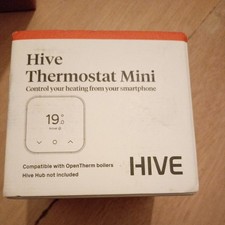 Hive
Thermostat Mini
Control your heating from your smartphone
19
Compatible with OpenTherm boilers
Hive Hub not included
HIVE